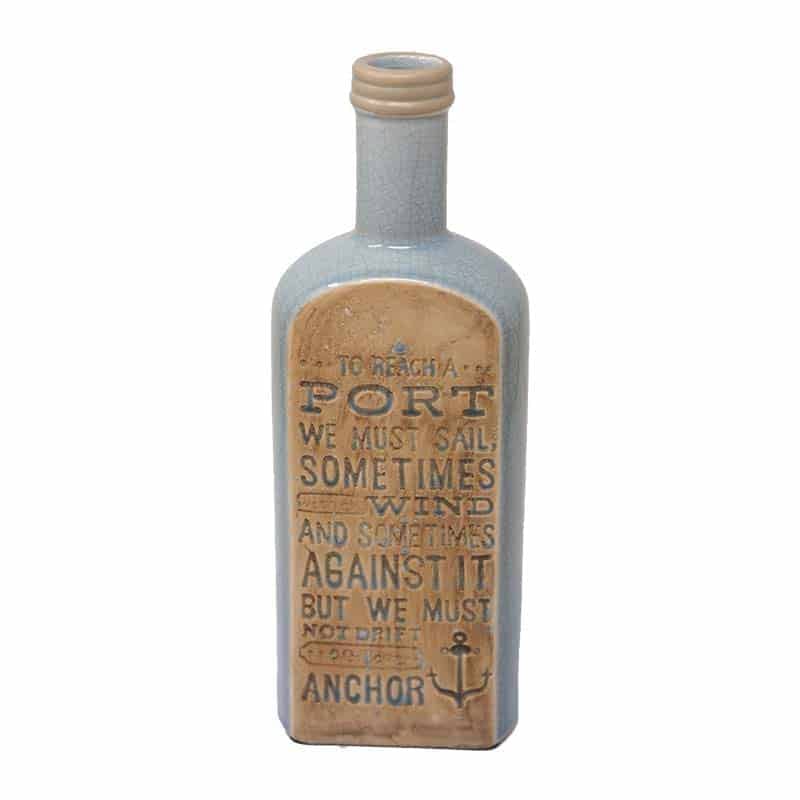 TO REACH A
PORT
WE MUST SAIL,
SOMETIMES
WIND
AND SOMETIMES
AGAINST IT
BUT WE MUST
NOT DRIFT
ANCHOR